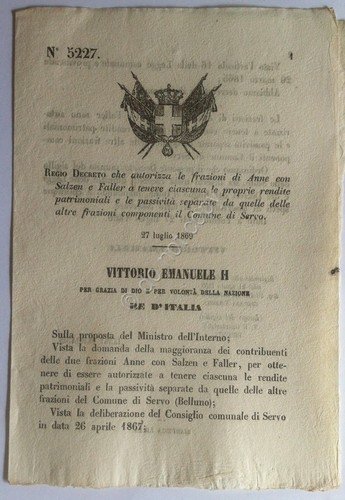 N° 5227.
1
REGIO DECRETO che autorizza le frazioni di Anne con
Salzen e Faller a tenere ciascuna le proprie rendite
patrimoniali e le passività separate da quelle delle
altre frazioni componenti il Comune di Servo.
27 luglio 1869
VITTORIO EMANUELE II
PER GRAZIA DI DIO E PER VOLONTÀ DELLA NAZIONE
RE D'ITALIA
Sulla proposta del Ministro dell'Interno;
Vista la domanda della maggioranza dei contribuenti
delle due frazioni Anne con Salzen e Faller, per otte-
nere di essere autorizzate a tenere ciascuna le rendite
patrimoniali e la passività separate da quelle delle altre
frazioni del Comune di Servo (Belluno);
Vista la deliberazione del Consiglio comunale di Servo
in data 26 aprile 1867;